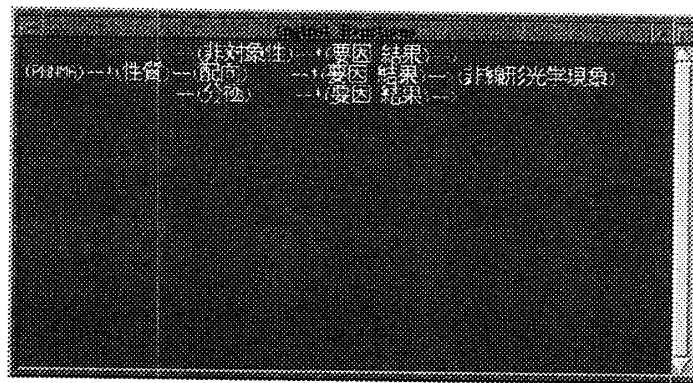 (非対象性)--*(要因 結果)--
(PNNMA)--*(性質)--(配向) --*(要因 結果)--(非線形光学現象)
--(分極) --*(要因 結果)--